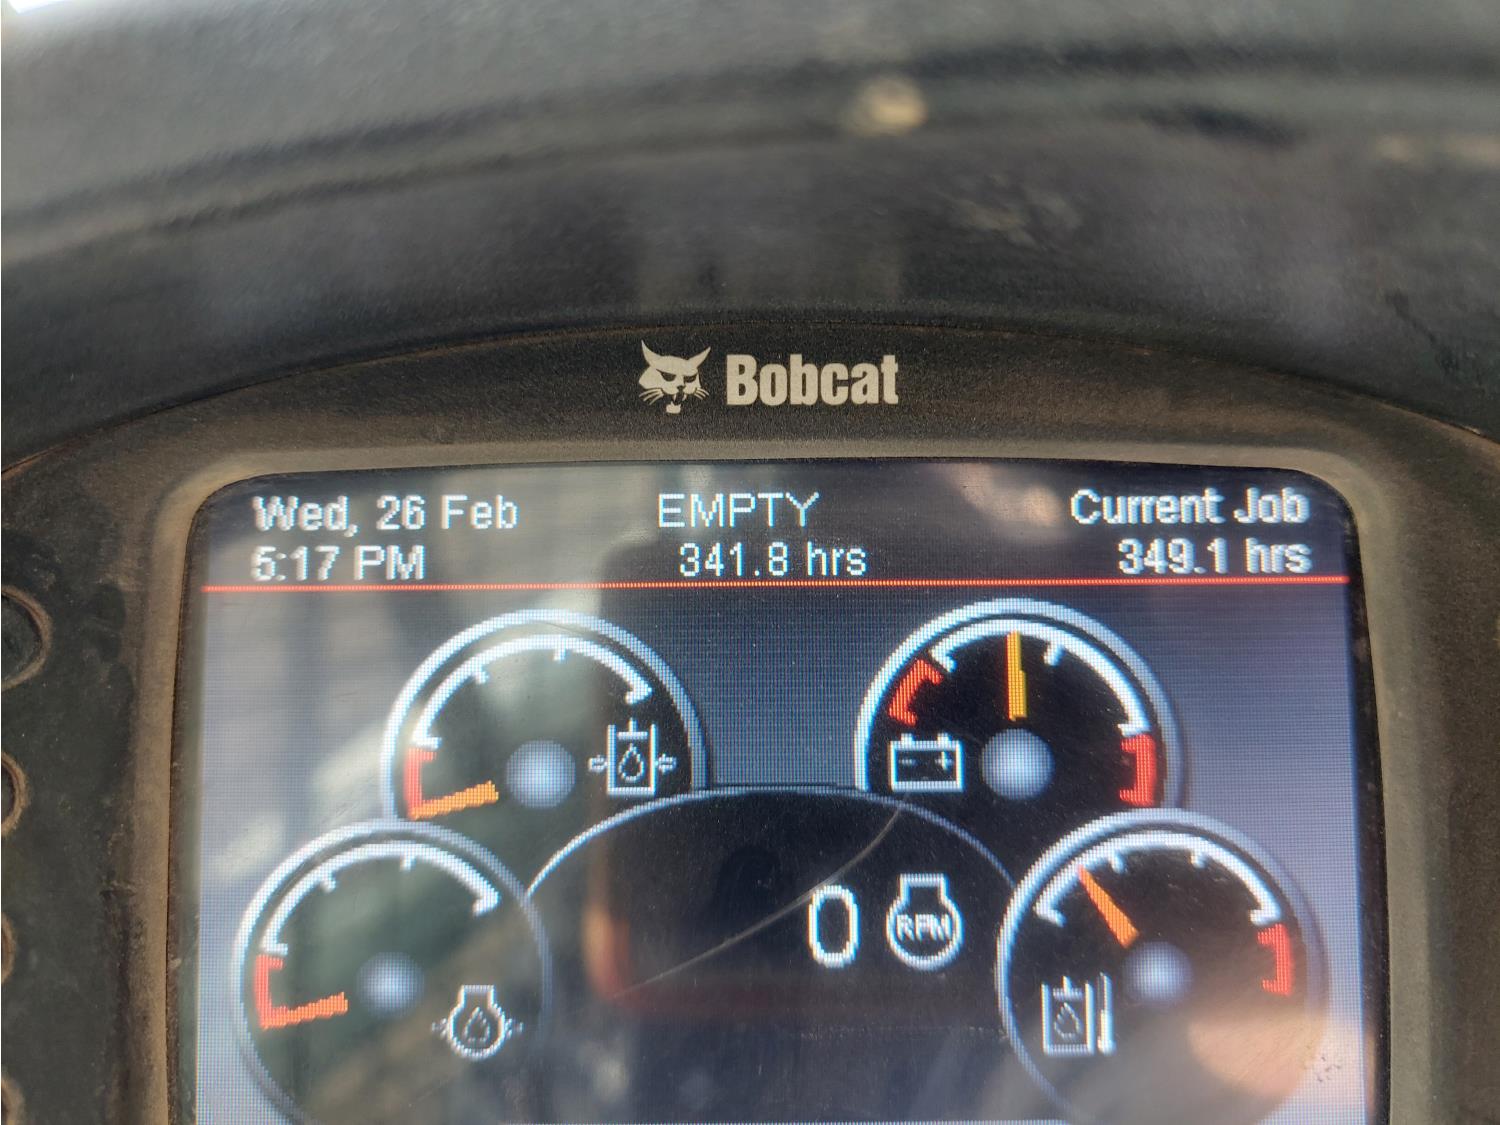 Bobcat
Wed, 26 Feb
5:17 PM
EMPTY
341.8 hrs
Current Job
349.1 hrs
- +
0
RPM